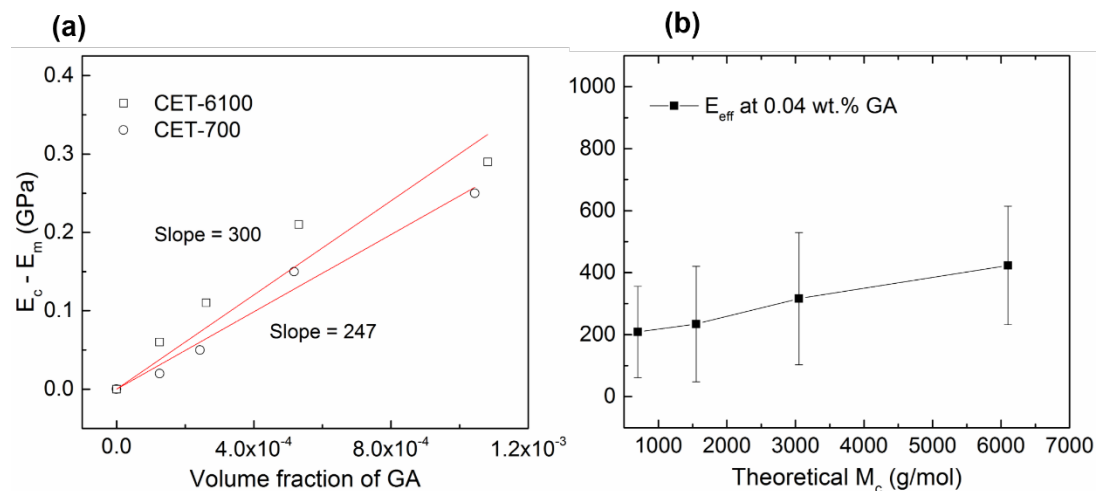 (a)
0.4
0.3
0.2
0.1
0.0
E_c - E_m (GPa)
CET-6100
CET-700
Slope = 300
Slope = 247
0.0
4.0x10^-4
8.0x10^-4
1.2x10^-3
Volume fraction of GA
(b)
1000
800
600
400
200
0
E_eff at 0.04 wt.% GA
1000 2000 3000 4000 5000 6000 7000
Theoretical M_c (g/mol)